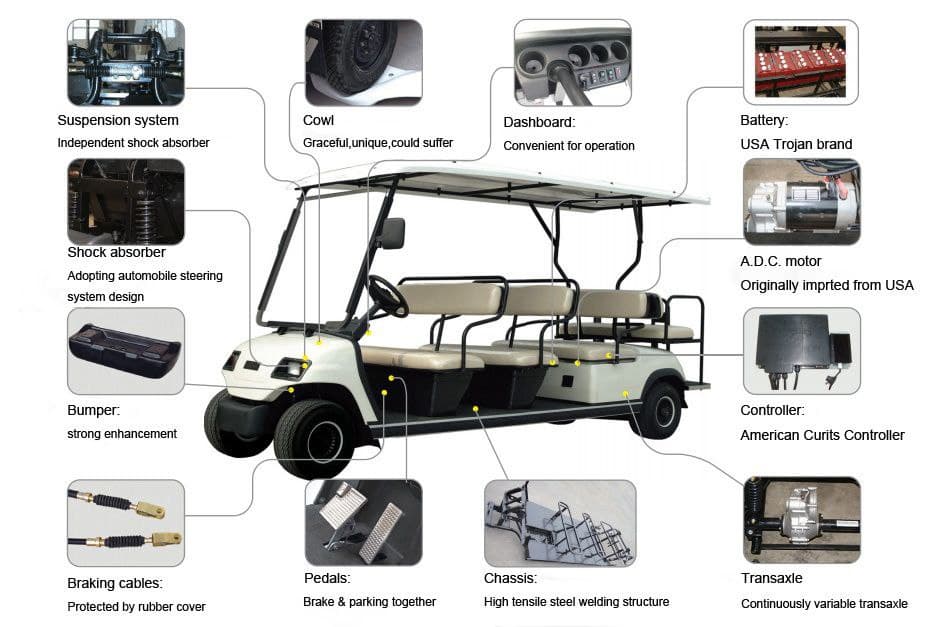 Suspension system
Independent shock absorber
Cowl
Graceful,unique,could suffer
Dashboard:
Convenient for operation
Battery:
USA Trojan brand
Shock absorber
Adopting automobile steering
system design
A.D.C. motor
Originally imprted from USA
Bumper:
strong enhancement
Controller:
American Curits Controller
Braking cables:
Protected by rubber cover
Pedals:
Brake & parking together
Chassis:
High tensile steel welding structure
Transaxle
Continuously variable transaxle